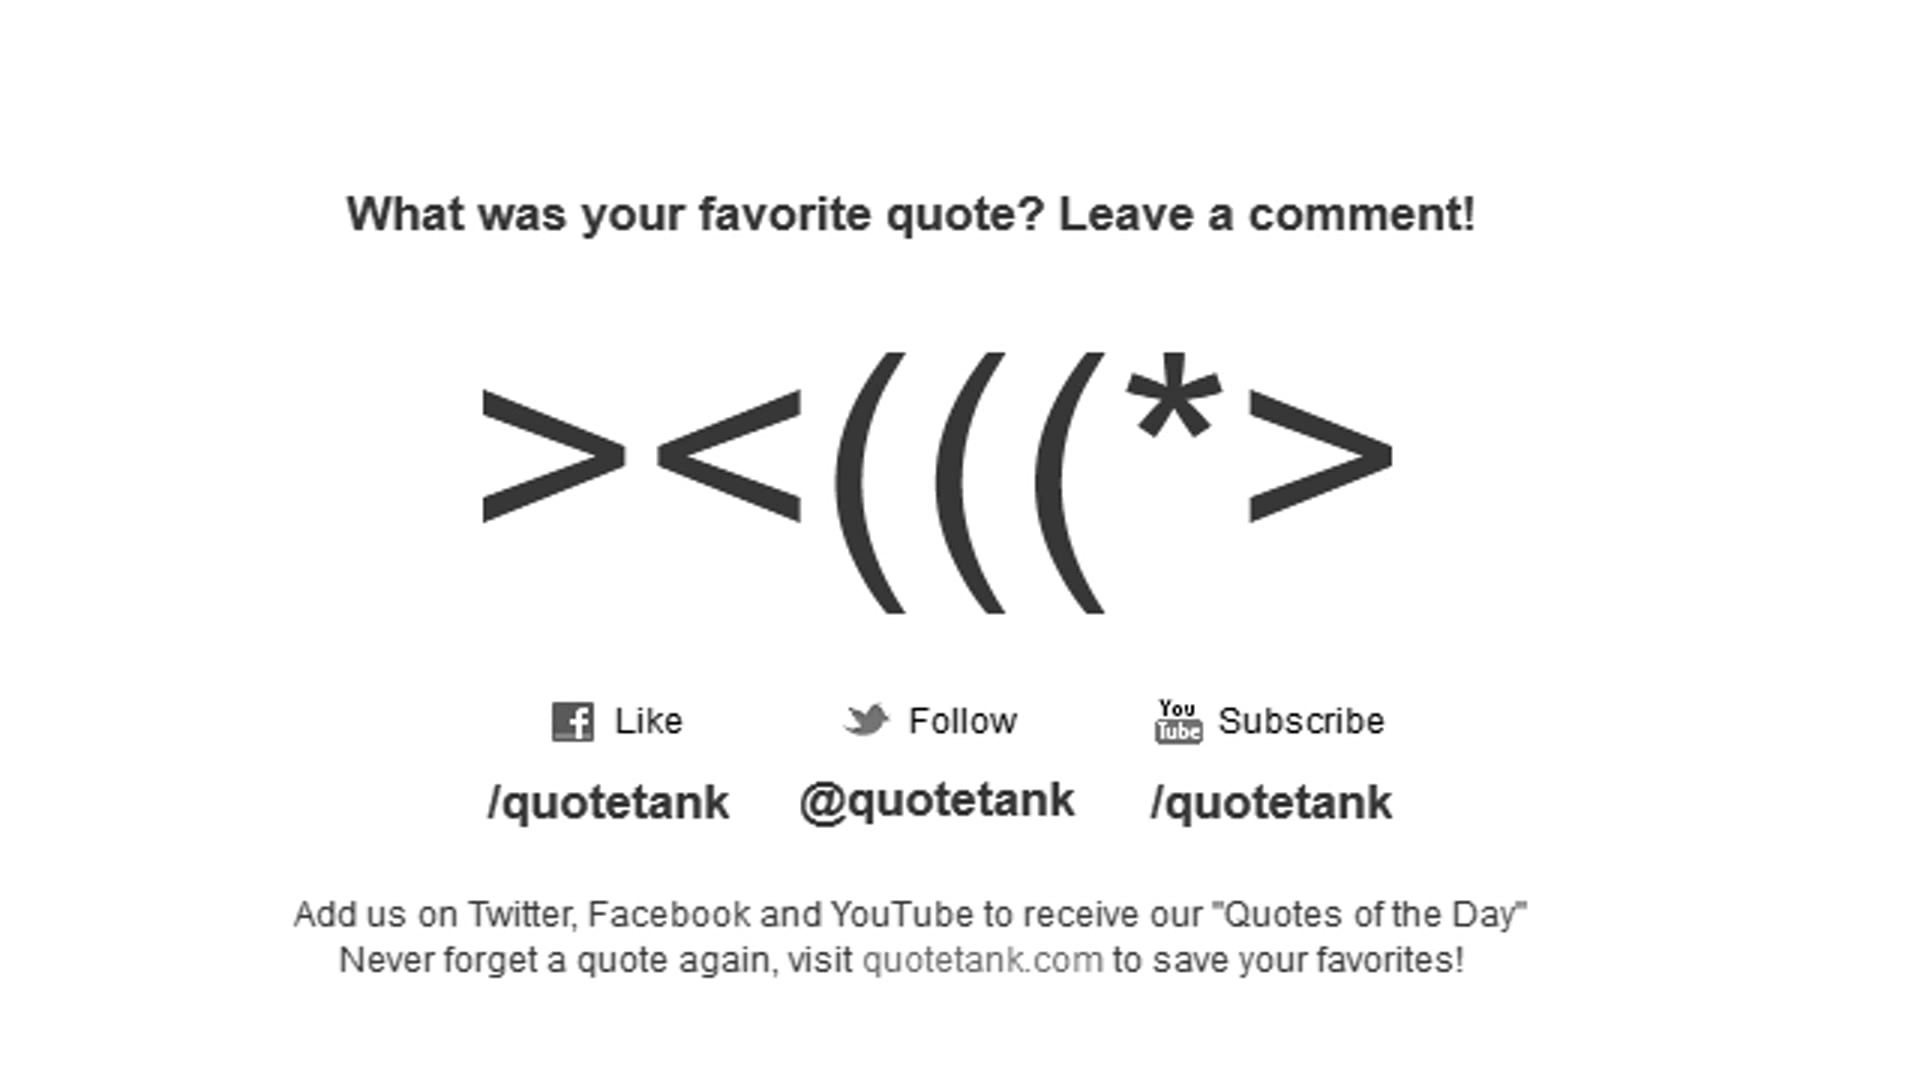 What was your favorite quote? Leave a comment!
><(((*>
f Like Follow You Tube Subscribe
/quotetank @quotetank /quotetank
Add us on Twitter, Facebook and YouTube to receive our "Quotes of the Day"
Never forget a quote again, visit quotetank.com to save your favorites!